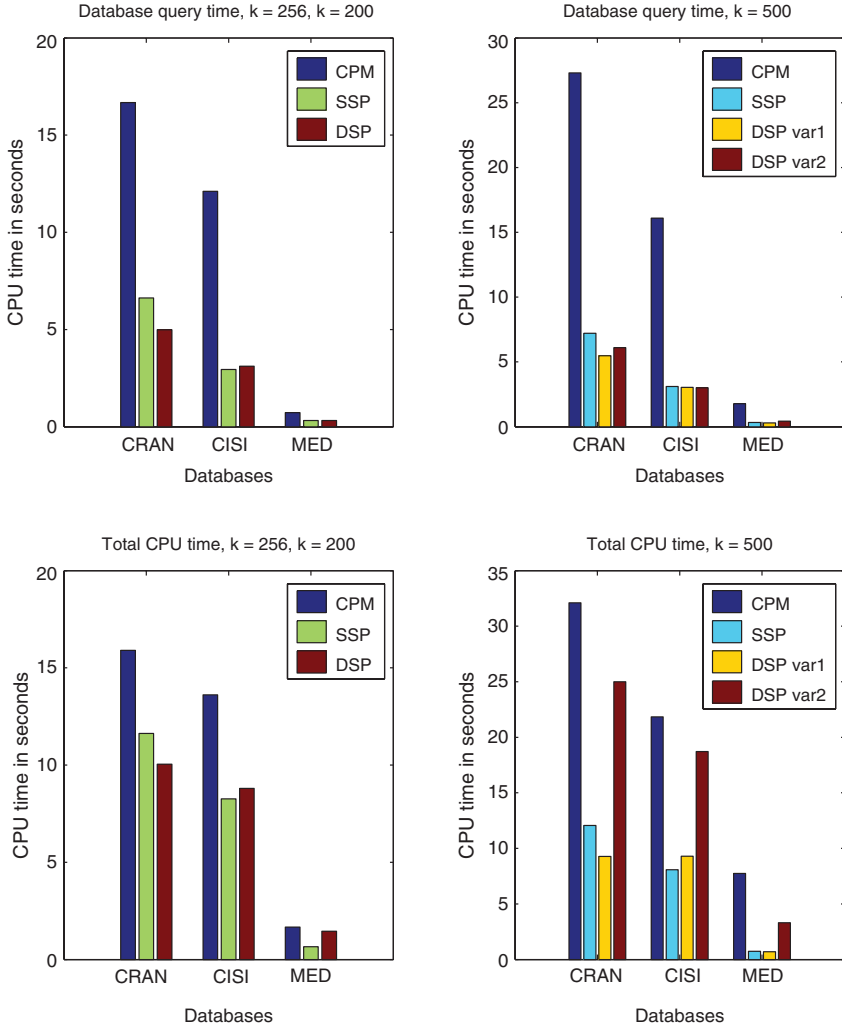 Database query time, k = 256, k = 200
CPU time in seconds
20
15
10
5
0
CPM
SSP
DSP
CRAN
CISI
MED
Databases
Database query time, k = 500
CPU time in seconds
30
25
20
15
10
5
0
CPM
SSP
DSP var1
DSP var2
CRAN
CISI
MED
Databases
Total CPU time, k = 256, k = 200
CPU time in seconds
20
15
10
5
0
CPM
SSP
DSP
CRAN
CISI
MED
Databases
Total CPU time, k = 500
CPU time in seconds
35
30
25
20
15
10
5
0
CPM
SSP
DSP var1
DSP var2
CRAN
CISI
MED
Databases